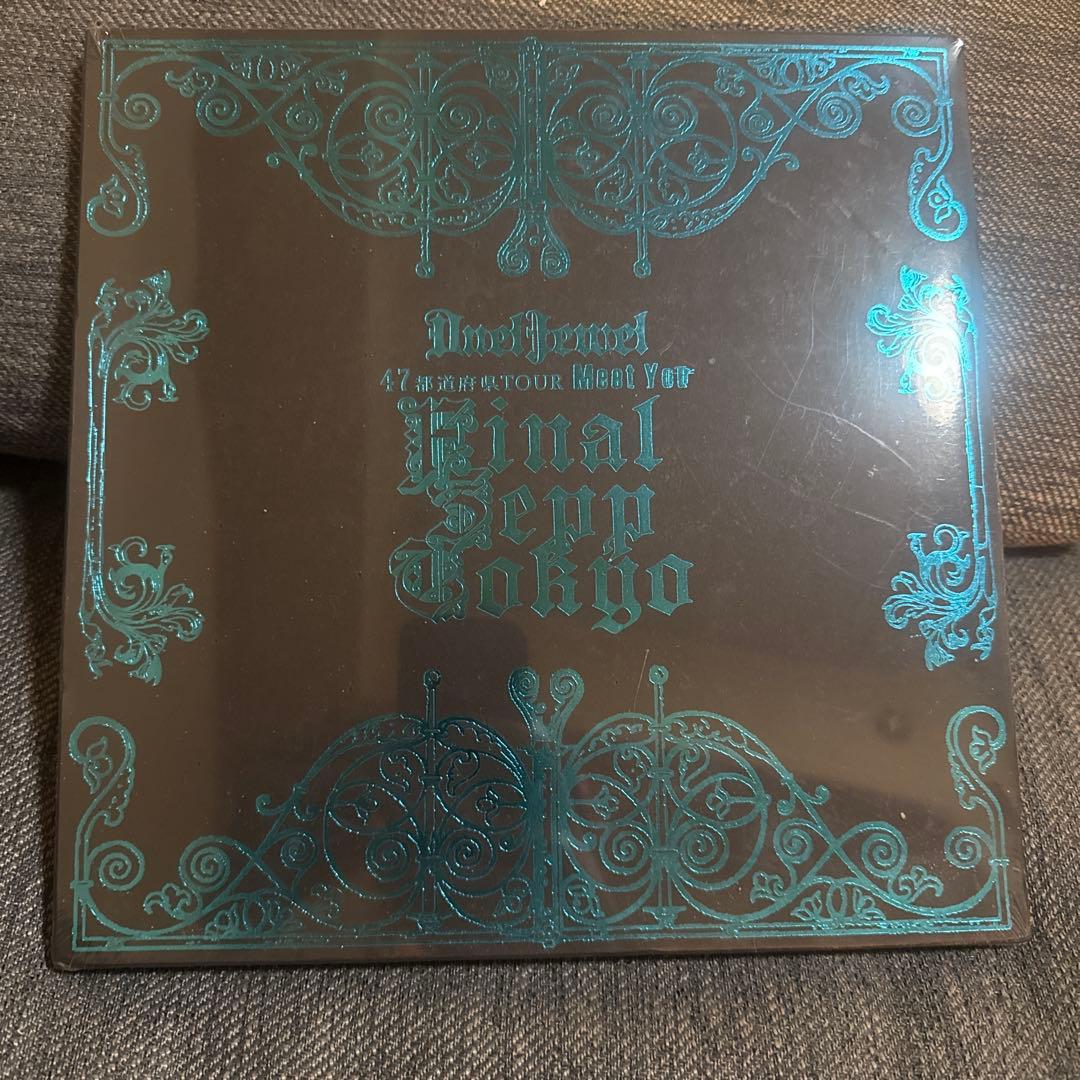 DuelJewel
47都道府県TOUR Meet You
Final
Zepp
Tokyo